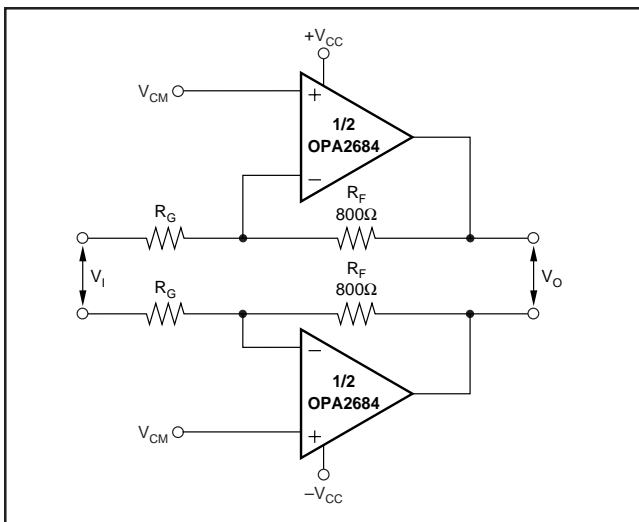 +V_CC
V_CM
+
1/2
OPA2684
−
R_G
R_F
800Ω
V_I
V_O
R_F
800Ω
R_G
−
1/2
OPA2684
V_CM
+
−V_CC